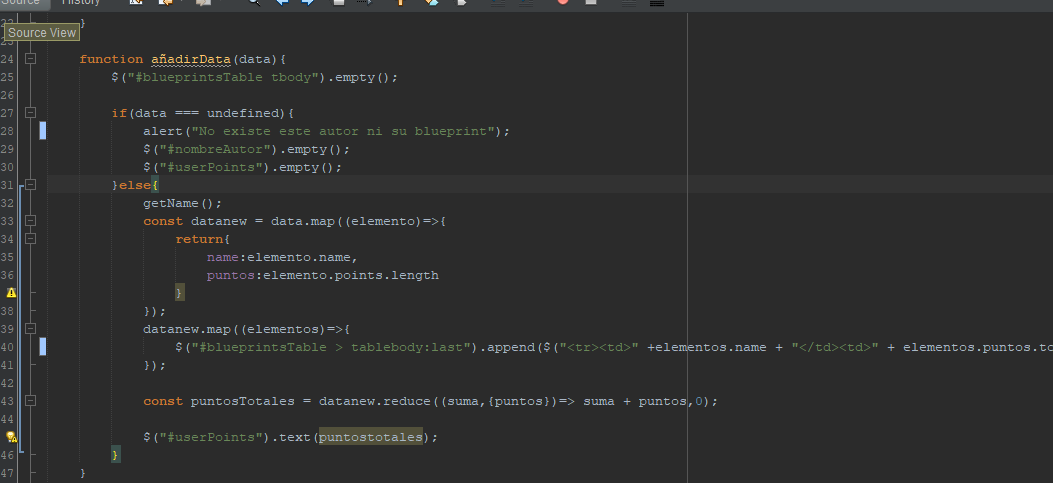 Source History
22 }
Source View
24 function añadirData(data){
25 $("#blueprintsTable tbody").empty();
26
27 if(data === undefined){
28 alert("No existe este autor ni su blueprint");
29 $("#nombreAutor").empty();
30 $("#userPoints").empty();
31 }else{
32 getName();
33 const datanew = data.map((elemento)=>{
34 return{
35 name:elemento.name,
36 puntos:elemento.points.length
}
38 });
39 datanew.map((elementos)=>{
40 $("#blueprintsTable > tablebody:last").append($("<tr><td>" +elementos.name + "</td><td>" + elementos.puntos.to
41 });
42
43 const puntosTotales = datanew.reduce((suma,{puntos})=> suma + puntos,0);
44
$("#userPoints").text(puntostotales);
46 }
47 }